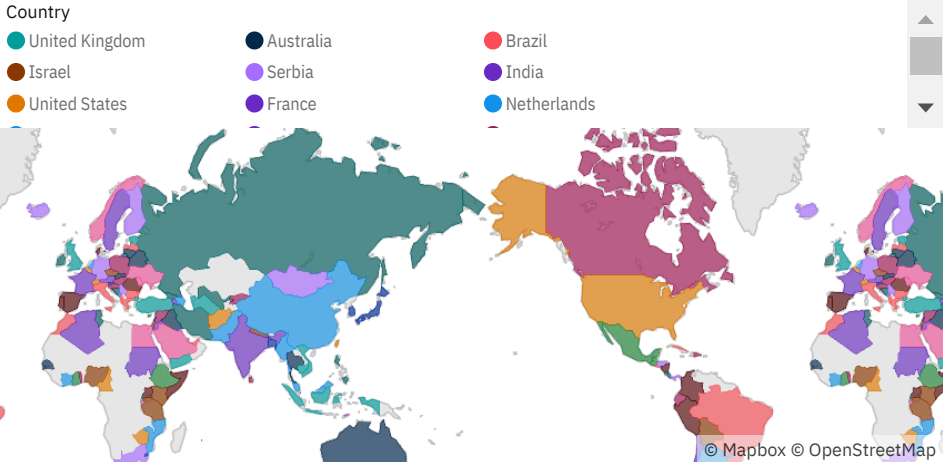 Country
United Kingdom Australia Brazil
Israel Serbia India
United States France Netherlands
© Mapbox © OpenStreetMap